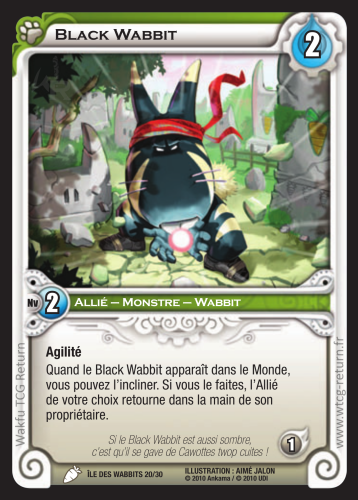 Black Wabbit
2
Nv 2 Allié – Monstre – Wabbit
Agilité
Quand le Black Wabbit apparaît dans le Monde,
vous pouvez l'incliner. Si vous le faites, l'Allié
de votre choix retourne dans la main de son
propriétaire.
Si le Black Wabbit est aussi sombre,
c'est qu'il se gave de Cawottes twop cuites !
1
ÎLE DES WABBITS 20/30
ILLUSTRATION : AIMÉ JALON
© 2010 Ankama / © 2010 UDI
Wakfu TCG Return
www.wtcg-return.fr